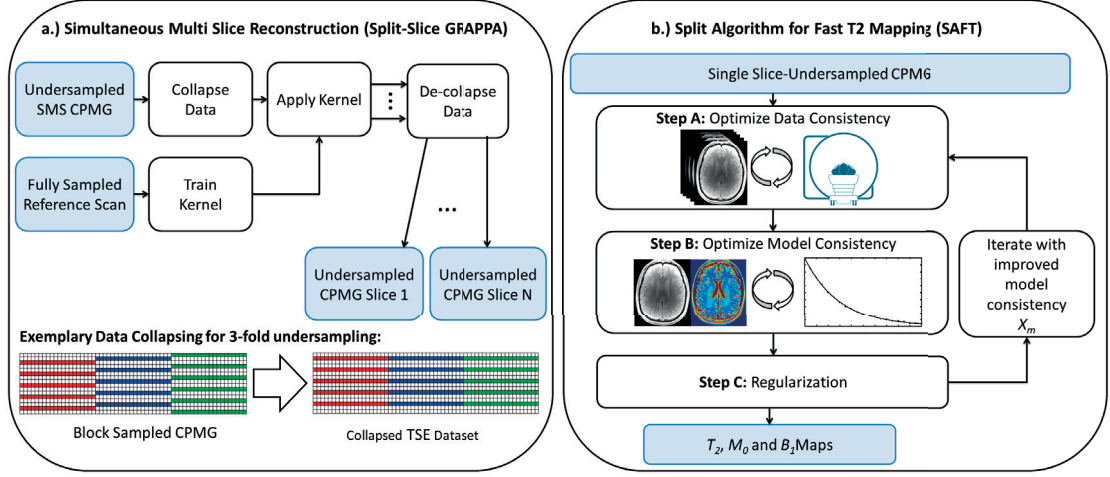 a.) Simultaneous Multi Slice Reconstruction (Split-Slice GRAPPA)
Undersampled
SMS CPMG
Collapse
Data
Apply Kernel
De-collapse
Data
Fully Sampled
Reference Scan
Train
Kernel
...
Undersampled
CPMG Slice 1
Undersampled
CPMG Slice N
Exemplary Data Collapsing for 3-fold undersampling:
Block Sampled CPMG
Collapsed TSE Dataset
b.) Split Algorithm for Fast T2 Mapping (SAFT)
Single Slice-Undersampled CPMG
Step A: Optimize Data Consistency
Step B: Optimize Model Consistency
Iterate with
improved
model
consistency
Xm
Step C: Regularization
T2, M0 and B1Maps